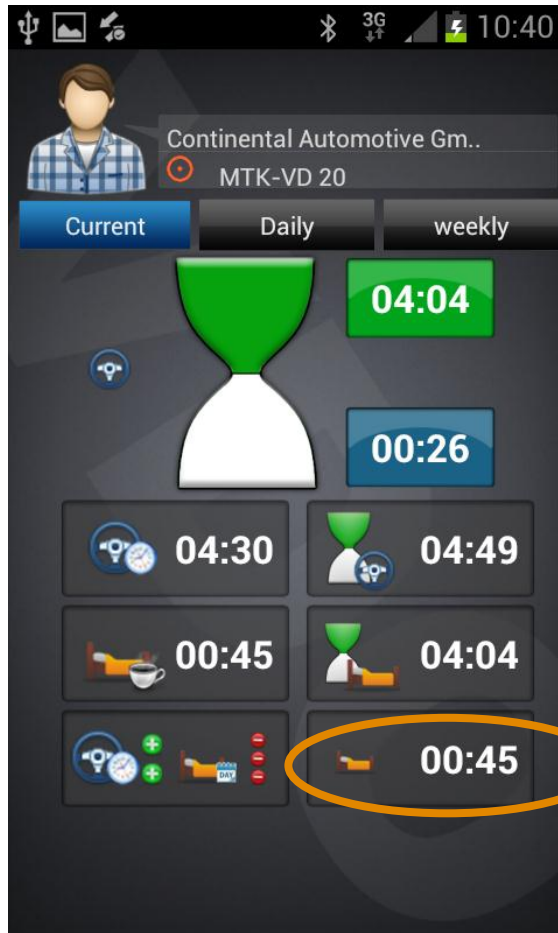 3G 10:40
Continental Automotive Gm..
MTK-VD 20
Current Daily weekly
04:04
00:26
04:30 04:49
00:45 04:04
DAY 00:45